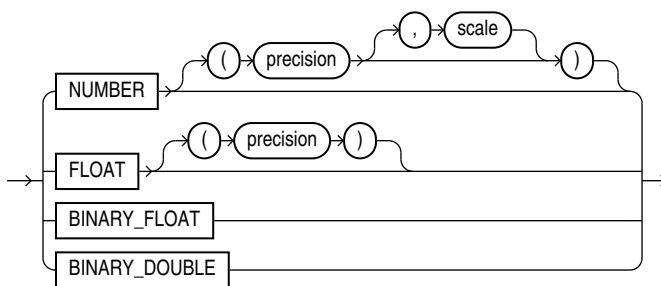 , scale
( precision )
NUMBER
( precision )
FLOAT
BINARY_FLOAT
BINARY_DOUBLE